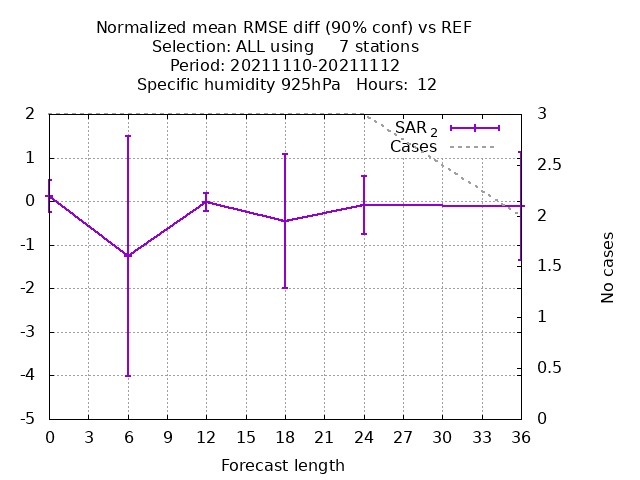 Normalized mean RMSE diff (90% conf) vs REF
Selection: ALL using     7 stations
Period: 20211110-20211112
Specific humidity 925hPa   Hours:  12
SAR 2
Cases
2
1
0
-1
-2
-3
-4
-5
3
2.5
2
1.5
1
0.5
0
No cases
0 3 6 9 12 15 18 21 24 27 30 33 36
Forecast length